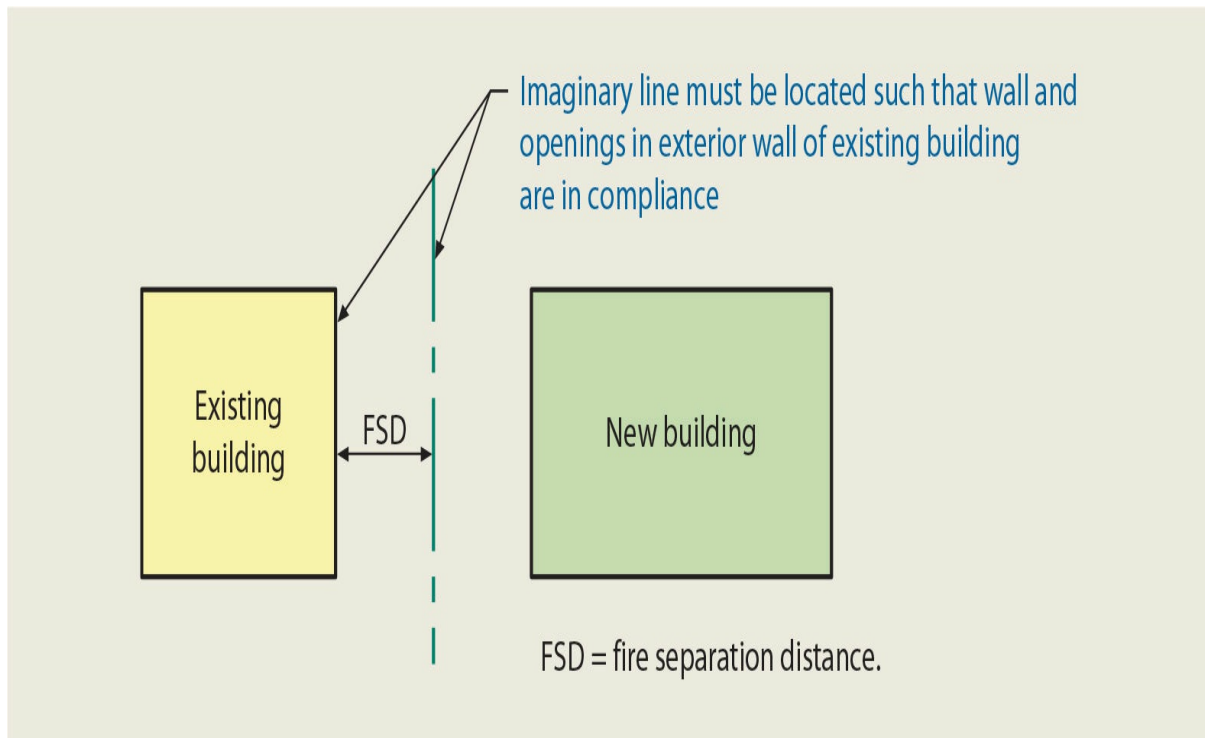 Imaginary line must be located such that wall and
openings in exterior wall of existing building
are in compliance
Existing
building
FSD
New building
FSD = fire separation distance.